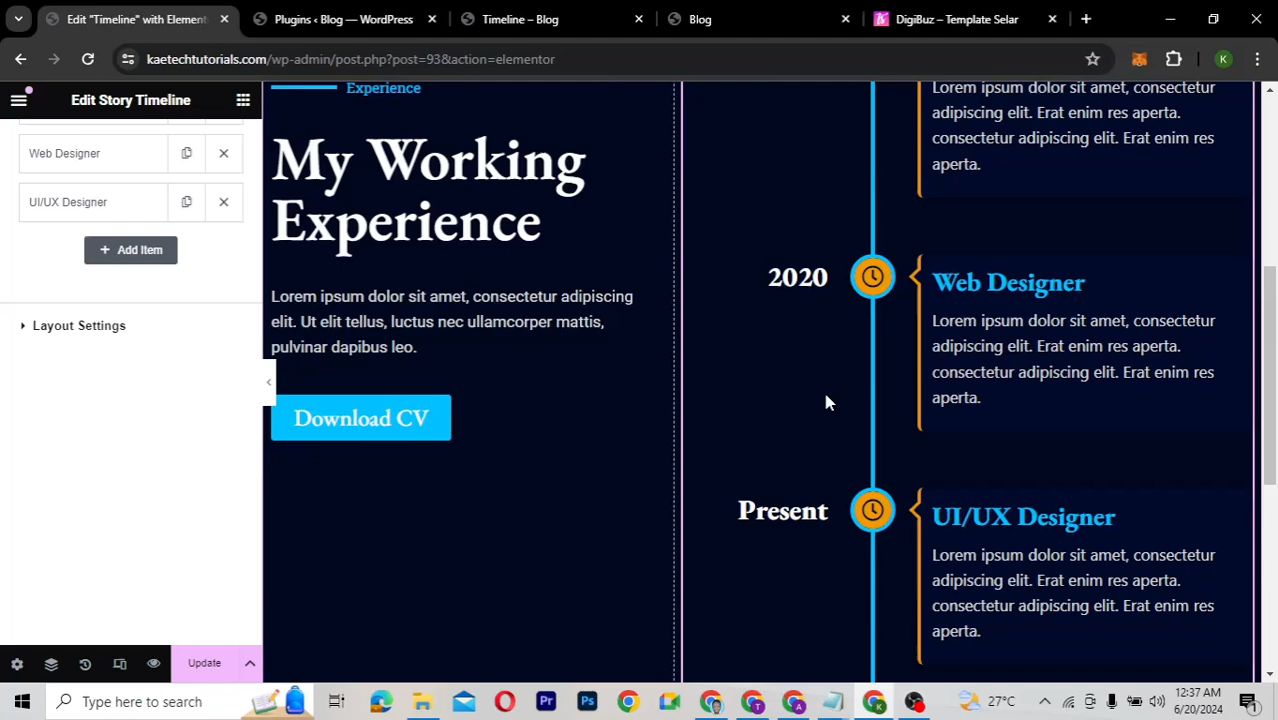 Edit "Timeline" with Element
Plugins ‹ Blog — WordPress
Timeline – Blog
Blog
DigiBuz – Template Selar
kaetechtutorials.com/wp-admin/post.php?post=93&action=elementor
K
Edit Story Timeline
Web Designer
UI/UX Designer
+ Add Item
Layout Settings
Update
Experience
My Working
Experience
Lorem ipsum dolor sit amet, consectetur adipiscing
elit. Ut elit tellus, luctus nec ullamcorper mattis,
pulvinar dapibus leo.
Download CV
Lorem ipsum dolor sit amet, consectetur
adipiscing elit. Erat enim res aperta.
consectetur adipiscing elit. Erat enim res
aperta.
2020
Web Designer
Lorem ipsum dolor sit amet, consectetur
adipiscing elit. Erat enim res aperta.
consectetur adipiscing elit. Erat enim res
aperta.
Present
UI/UX Designer
Lorem ipsum dolor sit amet, consectetur
adipiscing elit. Erat enim res aperta.
consectetur adipiscing elit. Erat enim res
aperta.
Type here to search
Pr
Ps
T
A
K
27°C
12:37 AM
6/20/2024
1